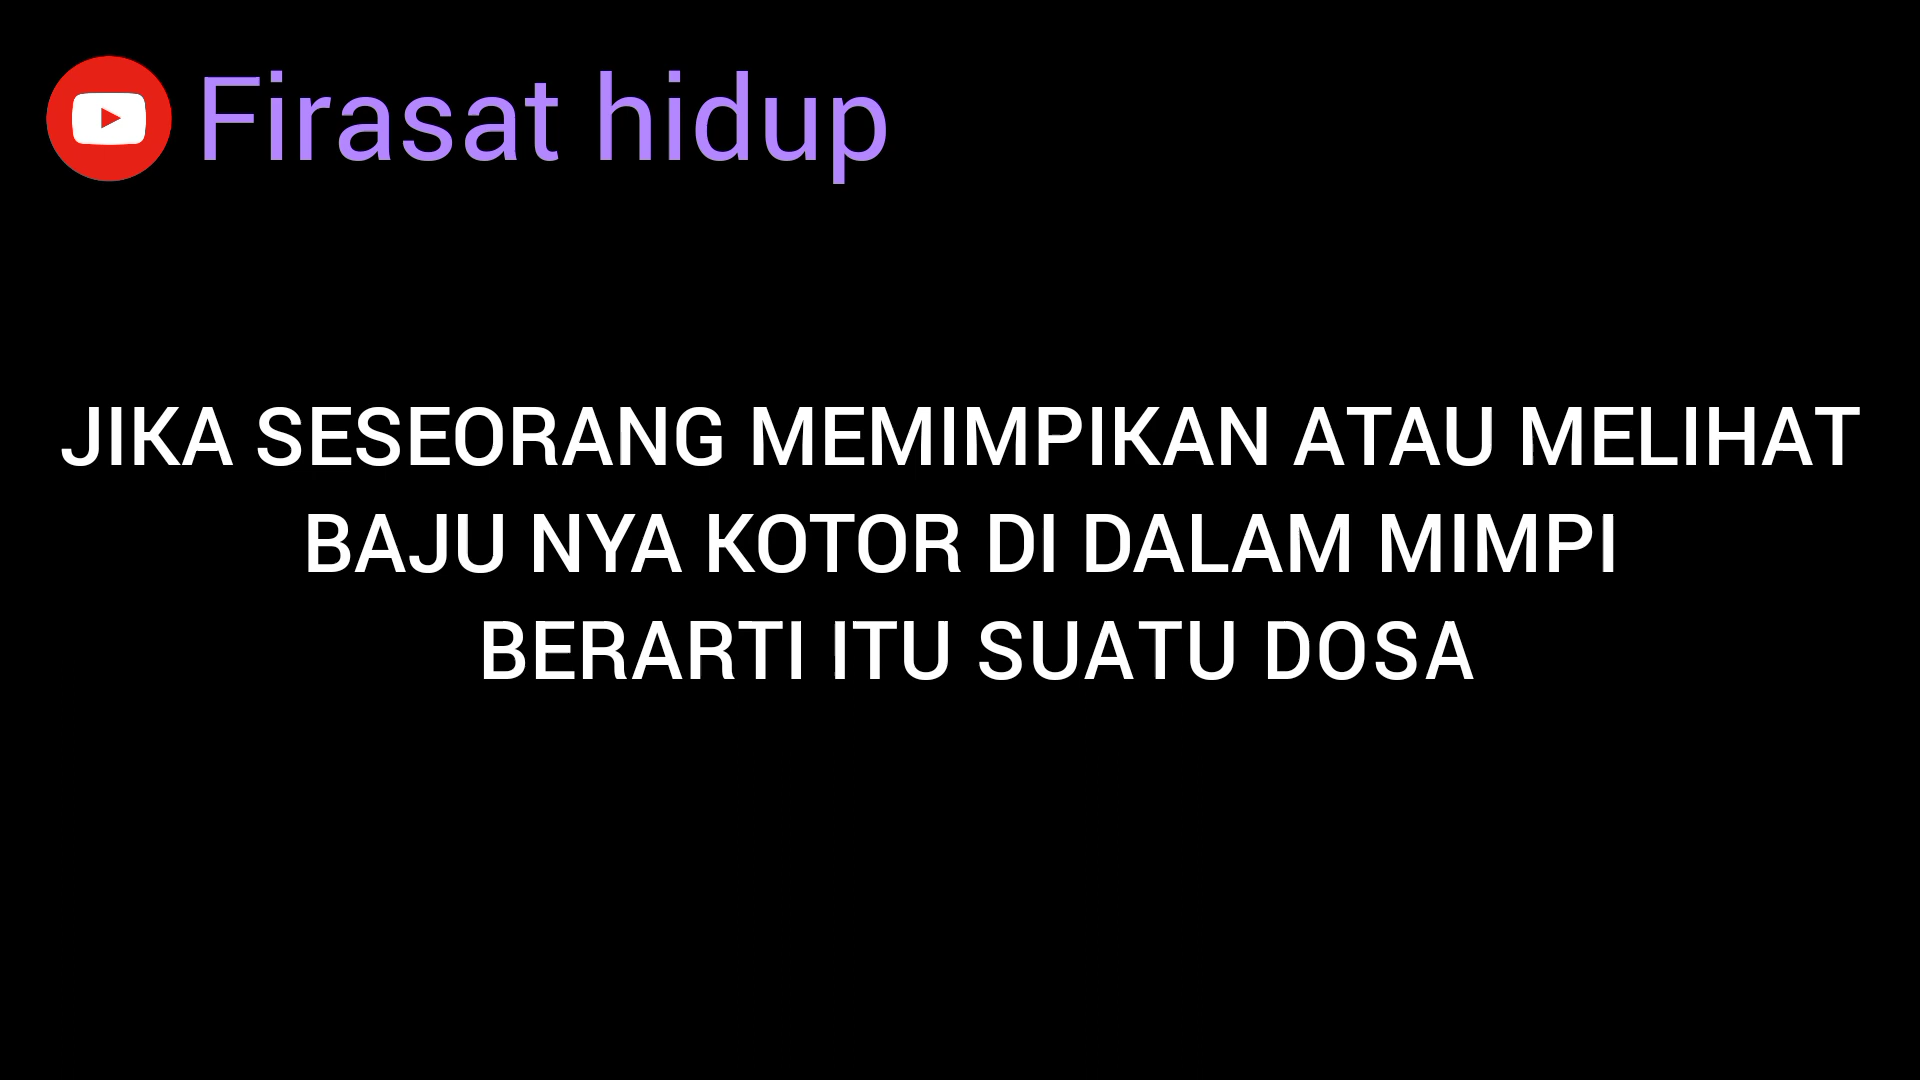 Firasat hidup
JIKA SESEORANG MEMIMPIKAN ATAU MELIHAT
BAJU NYA KOTOR DI DALAM MIMPI
BERARTI ITU SUATU DOSA